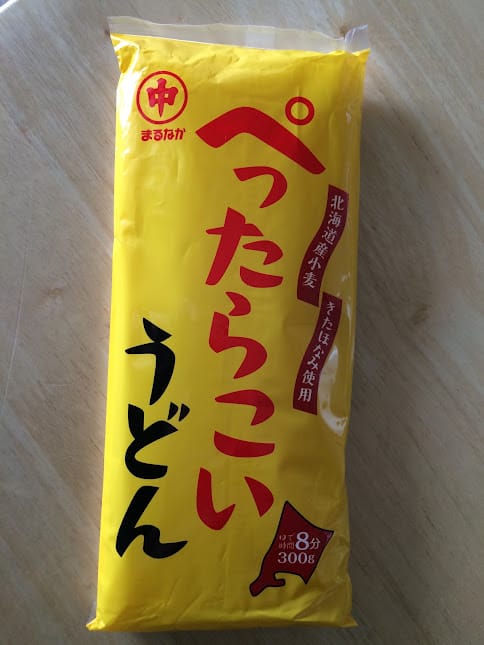 中
まるなか
ぺったらこい
うどん
北海道産小麦
きたほなみ使用
ゆで
時間
8分
300g